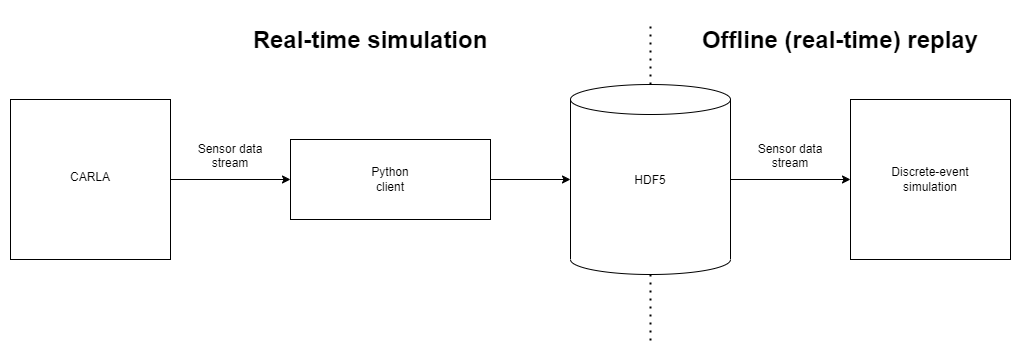 Real-time simulation
Offline (real-time) replay
CARLA
Sensor data
stream
Python
client
HDF5
Sensor data
stream
Discrete-event
simulation